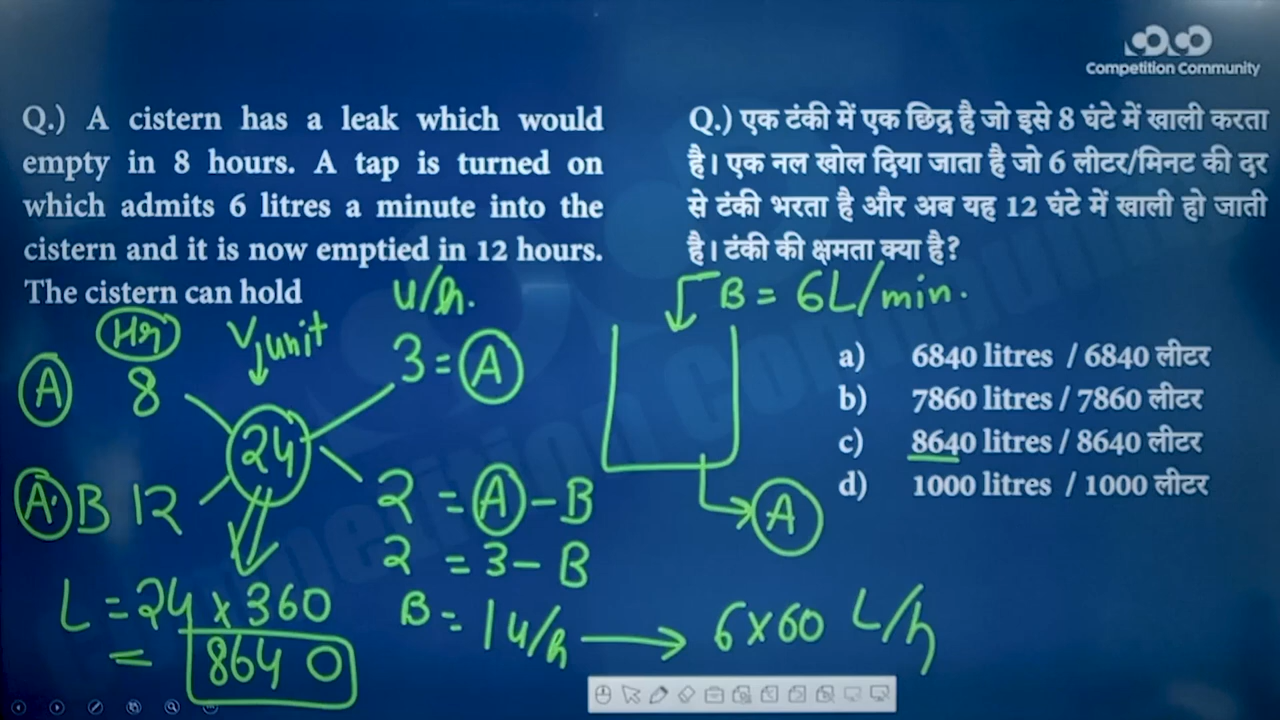 Competition Community
Q.) A cistern has a leak which would
empty in 8 hours. A tap is turned on
which admits 6 litres a minute into the
cistern and it is now emptied in 12 hours.
The cistern can hold
Q.) एक टंकी में एक छिद्र है जो इसे 8 घंटे में खाली करता
है। एक नल खोल दिया जाता है जो 6 लीटर/मिनट की दर
से टंकी भरता है और अब यह 12 घंटे में खाली हो जाती
है। टंकी की क्षमता क्या है?
a) 6840 litres / 6840 लीटर
b) 7860 litres / 7860 लीटर
c) 8640 litres / 8640 लीटर
d) 1000 litres / 1000 लीटर
B = 6L/min.
A
Hr
V, unit
u/h.
A 8
24
3 = A
A·B 12
2 = A - B
2 = 3 - B
B = 1u/h → 6×60 L/h
L = 24 × 360
= 8640